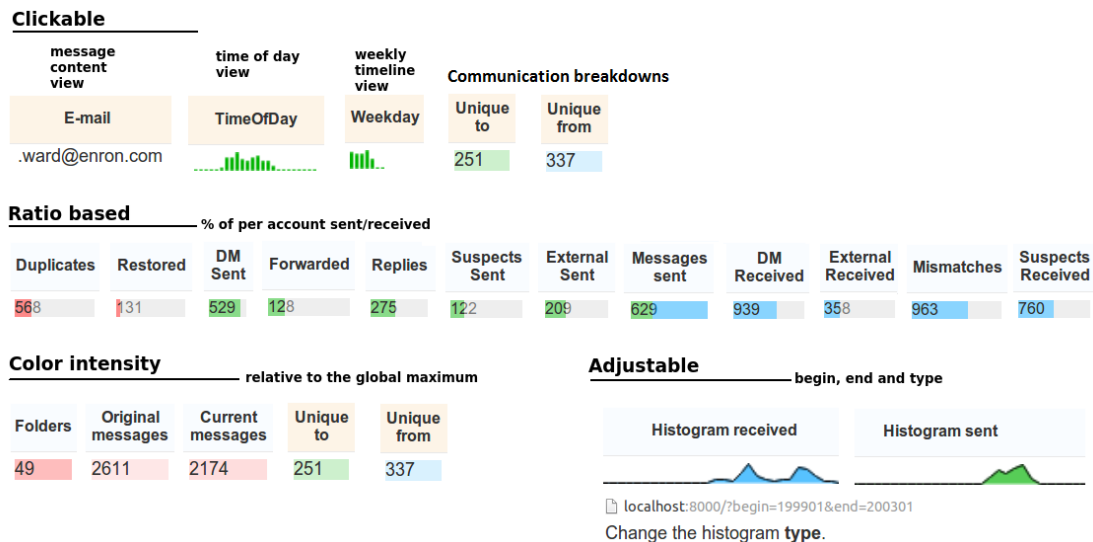 Clickable
message
content
view
time of day
view
weekly
timeline
view
Communication breakdowns
E-mail
TimeOfDay
Weekday
Unique
to
Unique
from
.ward@enron.com
251
337
Ratio based
% of per account sent/received
Duplicates
Restored
DM
Sent
Forwarded
Replies
Suspects
Sent
External
Sent
Messages
sent
DM
Received
External
Received
Mismatches
Suspects
Received
568
131
529
128
275
122
209
629
939
358
963
760
Color intensity
relative to the global maximum
Folders
Original
messages
Current
messages
Unique
to
Unique
from
49
2611
2174
251
337
Adjustable
begin, end and type
Histogram received
Histogram sent
localhost:8000/?begin=199901&end=200301
Change the histogram type.